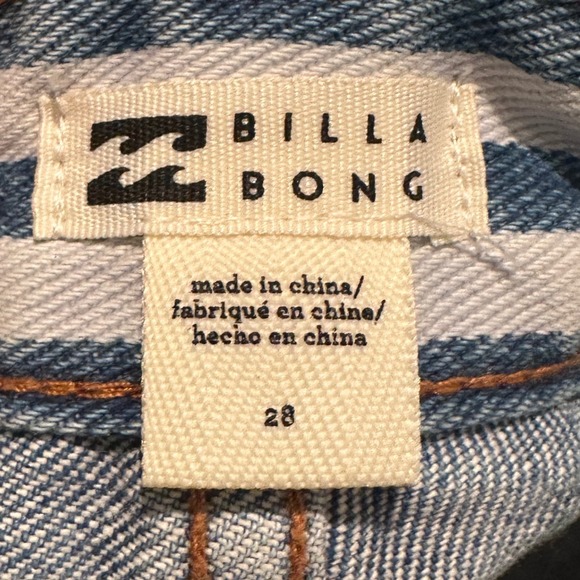 BILLA
BONG
made in china/
fabriqué en chine/
hecho en china
28